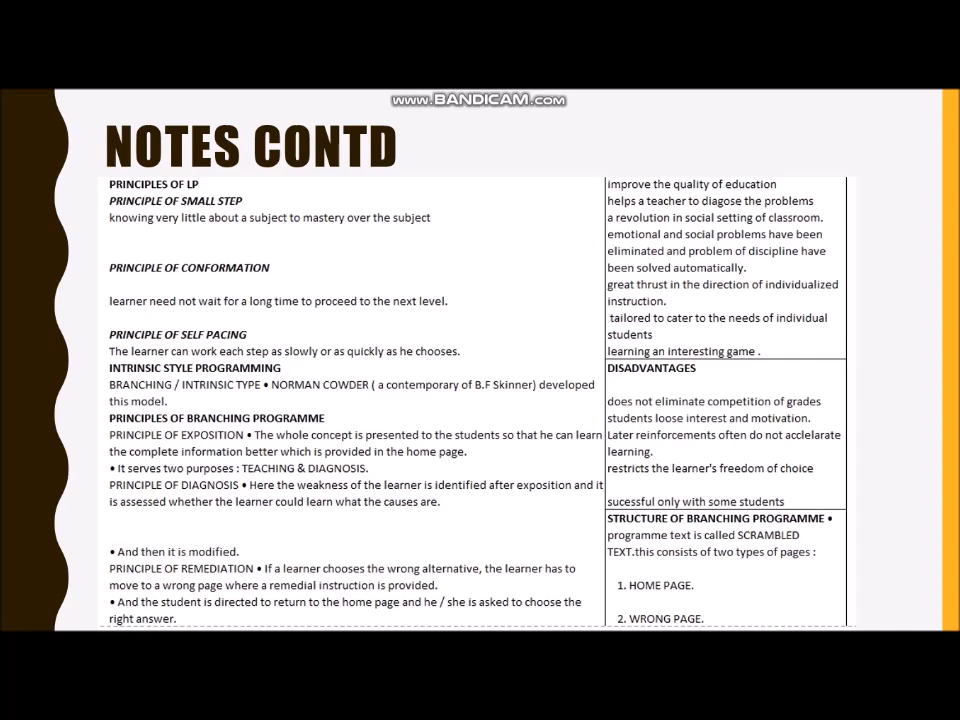 www.BANDICAM.com
NOTES CONTD
PRINCIPLES OF LP
PRINCIPLE OF SMALL STEP
knowing very little about a subject to mastery over the subject
PRINCIPLE OF CONFORMATION
learner need not wait for a long time to proceed to the next level.
PRINCIPLE OF SELF PACING
The learner can work each step as slowly or as quickly as he chooses.
INTRINSIC STYLE PROGRAMMING
BRANCHING / INTRINSIC TYPE • NORMAN COWDER ( a contemporary of B.F Skinner) developed
this model.
PRINCIPLES OF BRANCHING PROGRAMME
PRINCIPLE OF EXPOSITION • The whole concept is presented to the students so that he can learn
the complete information better which is provided in the home page.
• It serves two purposes : TEACHING & DIAGNOSIS.
PRINCIPLE OF DIAGNOSIS • Here the weakness of the learner is identified after exposition and it
is assessed whether the learner could learn what the causes are.
• And then it is modified.
PRINCIPLE OF REMEDIATION • If a learner chooses the wrong alternative, the learner has to
move to a wrong page where a remedial instruction is provided.
• And the student is directed to return to the home page and he / she is asked to choose the
right answer.
improve the quality of education
helps a teacher to diagose the problems
a revolution in social setting of classroom.
emotional and social problems have been
eliminated and problem of discipline have
been solved automatically.
great thrust in the direction of individualized
instruction.
tailored to cater to the needs of individual
students
learning an interesting game .
DISADVANTAGES
does not eliminate competition of grades
students loose interest and motivation.
Later reinforcements often do not acclelarate
learning.
restricts the learner's freedom of choice
sucessful only with some students
STRUCTURE OF BRANCHING PROGRAMME •
programme text is called SCRAMBLED
TEXT.this consists of two types of pages :
1. HOME PAGE.
2. WRONG PAGE.